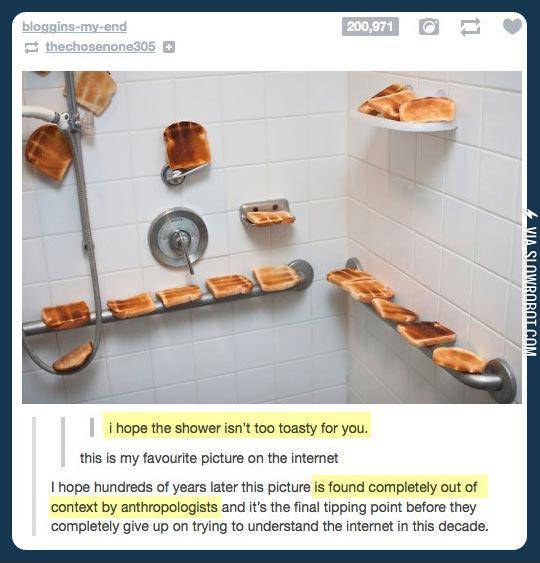 bloggins-my-end
200,971
thechosenone305
i hope the shower isn't too toasty for you.
this is my favourite picture on the internet
I hope hundreds of years later this picture is found completely out of
context by anthropologists and it's the final tipping point before they
completely give up on trying to understand the internet in this decade.
VIA SLOWROBOT.COM